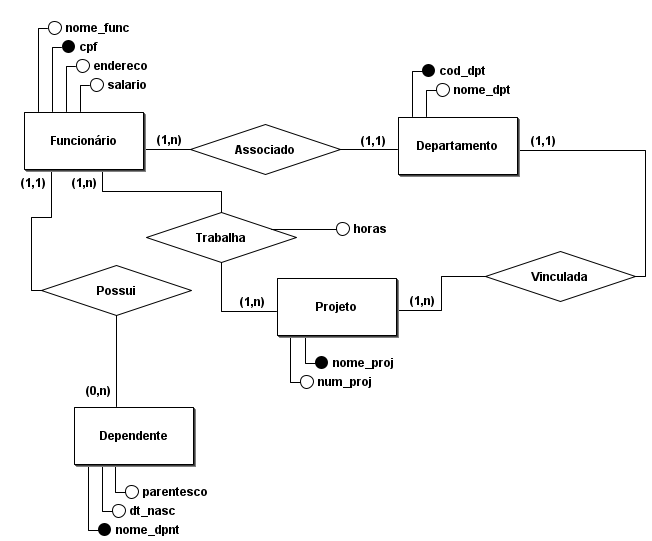 nome_func
cpf
endereco
salario
cod_dpt
nome_dpt
Funcionário
(1,n)
Associado
(1,1)
Departamento
(1,1)
(1,1)
(1,n)
Trabalha
horas
Possui
(1,n)
Projeto
(1,n)
Vinculada
nome_proj
num_proj
(0,n)
Dependente
parentesco
dt_nasc
nome_dpnt